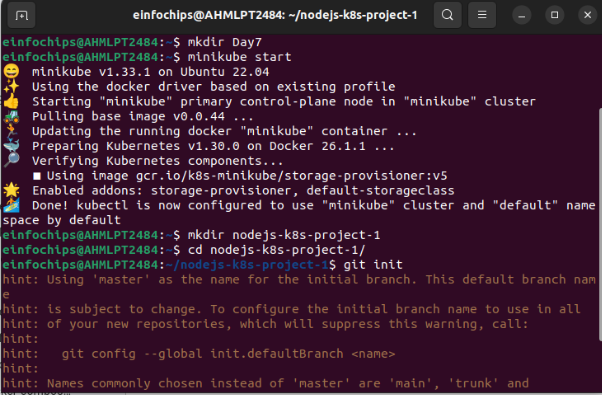 einfochips@AHMLPT2484: ~/nodejs-k8s-project-1
einfochips@AHMLPT2484:~$ mkdir Day7
einfochips@AHMLPT2484:~$ minikube start
😄 minikube v1.33.1 on Ubuntu 22.04
✨ Using the docker driver based on existing profile
👍 Starting "minikube" primary control-plane node in "minikube" cluster
🚜 Pulling base image v0.0.44 ...
🏃 Updating the running docker "minikube" container ...
🐳 Preparing Kubernetes v1.30.0 on Docker 26.1.1 ...
🔎 Verifying Kubernetes components...
▪ Using image gcr.io/k8s-minikube/storage-provisioner:v5
🌟 Enabled addons: storage-provisioner, default-storageclass
🏄 Done! kubectl is now configured to use "minikube" cluster and "default" name
space by default
einfochips@AHMLPT2484:~$ mkdir nodejs-k8s-project-1
einfochips@AHMLPT2484:~$ cd nodejs-k8s-project-1/
einfochips@AHMLPT2484:~/nodejs-k8s-project-1$ git init
hint: Using 'master' as the name for the initial branch. This default branch nam
e
hint: is subject to change. To configure the initial branch name to use in all
hint: of your new repositories, which will suppress this warning, call:
hint:
hint:   git config --global init.defaultBranch <name>
hint:
hint: Names commonly chosen instead of 'master' are 'main', 'trunk' and